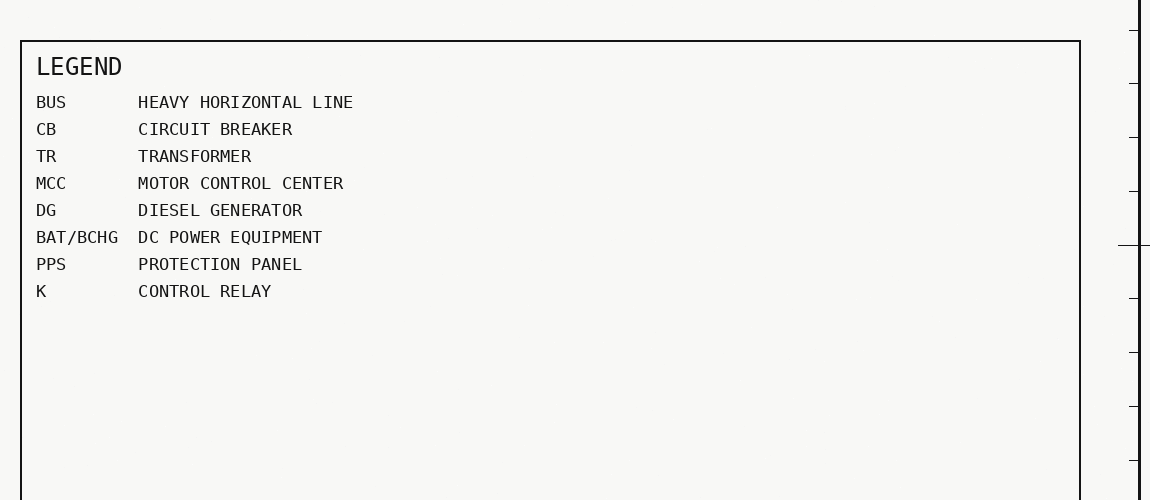 LEGEND
BUS HEAVY HORIZONTAL LINE
CB CIRCUIT BREAKER
TR TRANSFORMER
MCC MOTOR CONTROL CENTER
DG DIESEL GENERATOR
BAT/BCHG DC POWER EQUIPMENT
PPS PROTECTION PANEL
K CONTROL RELAY